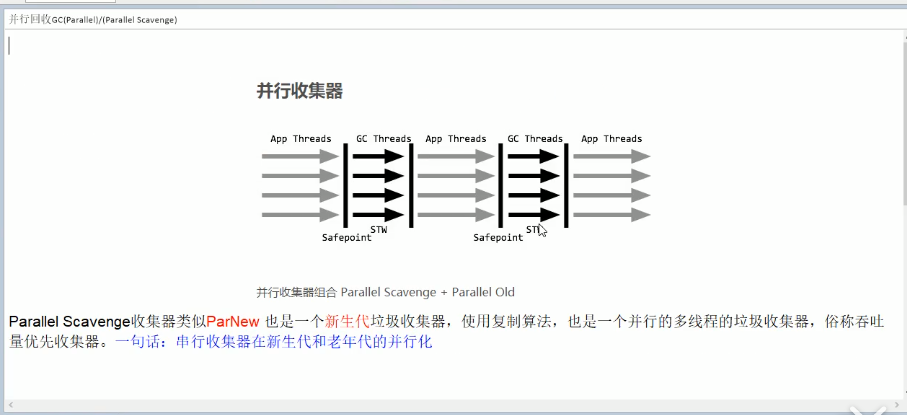 并行回收GC(Parallel)/(Parallel Scavenge)
并行收集器
App Threads GC Threads App Threads GC Threads App Threads
STW STW
Safepoint Safepoint
并行收集器组合 Parallel Scavenge + Parallel Old
Parallel Scavenge收集器类似ParNew 也是一个新生代垃圾收集器，使用复制算法，也是一个并行的多线程的垃圾收集器，俗称吞吐
量优先收集器。一句话：串行收集器在新生代和老年代的并行化